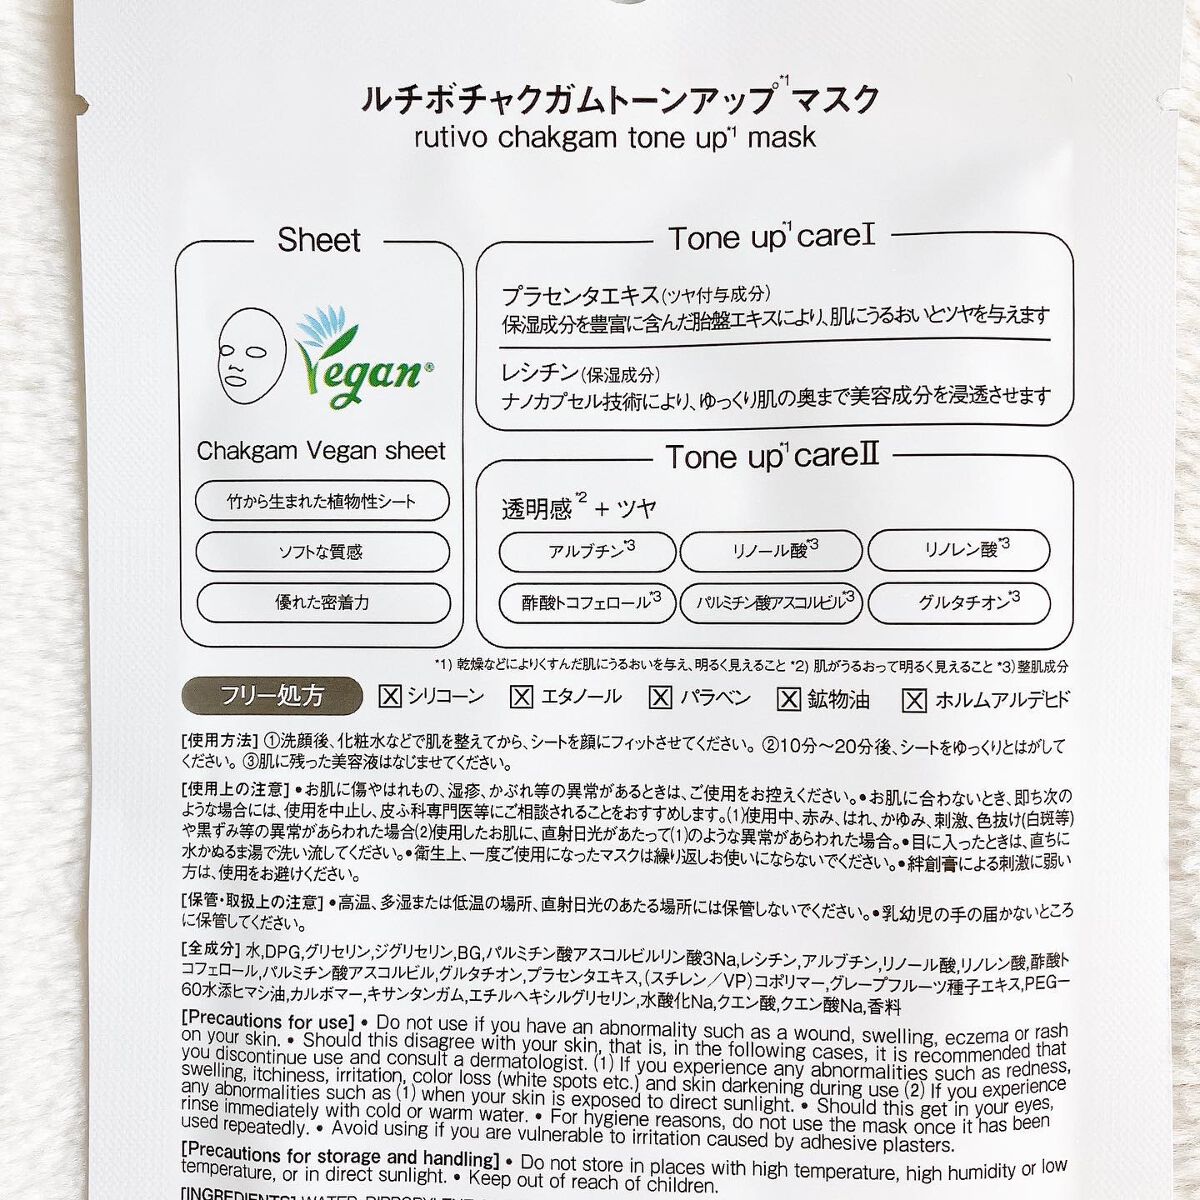 ルチボチャクガムトーンアップ*1マスク
rutivo chakgam tone up*1 mask
Sheet
Vegan®
Chakgam Vegan sheet
竹から生まれた植物性シート
ソフトな質感
優れた密着力
Tone up*1 careⅠ
プラセンタエキス(ツヤ付与成分)
保湿成分を豊富に含んだ胎盤エキスにより、肌にうるおいとツヤを与えます
レシチン(保湿成分)
ナノカプセル技術により、ゆっくり肌の奥まで美容成分を浸透させます
Tone up*1 careⅡ
透明感*2 + ツヤ
アルブチン*3 リノール酸*3 リノレン酸*3
酢酸トコフェロール*3 パルミチン酸アスコルビル*3 グルタチオン*3
*1) 乾燥などによりくすんだ肌にうるおいを与え、明るく見えること *2) 肌がうるおって明るく見えること *3)整肌成分
フリー処方 シリコーン エタノール パラベン 鉱物油 ホルムアルデヒド
[使用方法] ①洗顔後、化粧水などで肌を整えてから、シートを顔にフィットさせてください。 ②10分〜20分後、シートをゆっくりとはがして
ください。 ③肌に残った美容液はなじませてください。
[使用上の注意] •お肌に傷やはれもの、湿疹、かぶれ等の異常があるときは、ご使用をお控えください。•お肌に合わないとき、即ち次の
ような場合には、使用を中止し、皮ふ科専門医等にご相談されることをおすすめします。(1)使用中、赤み、はれ、かゆみ、刺激、色抜け(白斑等)
や黒ずみ等の異常があらわれた場合(2)使用したお肌に、直射日光があたって(1)のような異常があらわれた場合。•目に入ったときは、直ちに
水かぬるま湯で洗い流してください。•衛生上、一度ご使用になったマスクは繰り返しお使いにならないでください。•絆創膏による刺激に弱い
方は、使用をお避けください。
[保管・取扱上の注意] •高温、多湿または低温の場所、直射日光のあたる場所には保管しないでください。•乳幼児の手の届かないところ
に保管してください。
[全成分] 水,DPG,グリセリン,ジグリセリン,BG,パルミチン酸アスコルビルリン酸3Na,レシチン,アルブチン,リノール酸,リノレン酸,酢酸ト
コフェロール,パルミチン酸アスコルビル,グルタチオン,プラセンタエキス,(スチレン/VP)コポリマー,グレープフルーツ種子エキス,PEG-
60水添ヒマシ油,カルボマー,キサンタンガム,エチルヘキシルグリセリン,水酸化Na,クエン酸,クエン酸Na,香料
[Precautions for use] • Do not use if you have an abnormality such as a wound, swelling, eczema or rash
on your skin. • Should this disagree with your skin, that is, in the following cases, it is recommended that
you discontinue use and consult a dermatologist. (1) If you experience any abnormalities such as redness,
swelling, itchiness, irritation, color loss (white spots etc.) and skin darkening during use (2) If you experience
any abnormalities such as (1) when your skin is exposed to direct sunlight. • Should this get in your eyes,
rinse immediately with cold or warm water. • For hygiene reasons, do not use the mask once it has been
used repeatedly. • Avoid using if you are vulnerable to irritation caused by adhesive plasters.
[Precautions for storage and handling] • Do not store in places with high temperature, high humidity or low
temperature, or in direct sunlight. • Keep out of reach of children.
[INGREDIENTS] WATER,